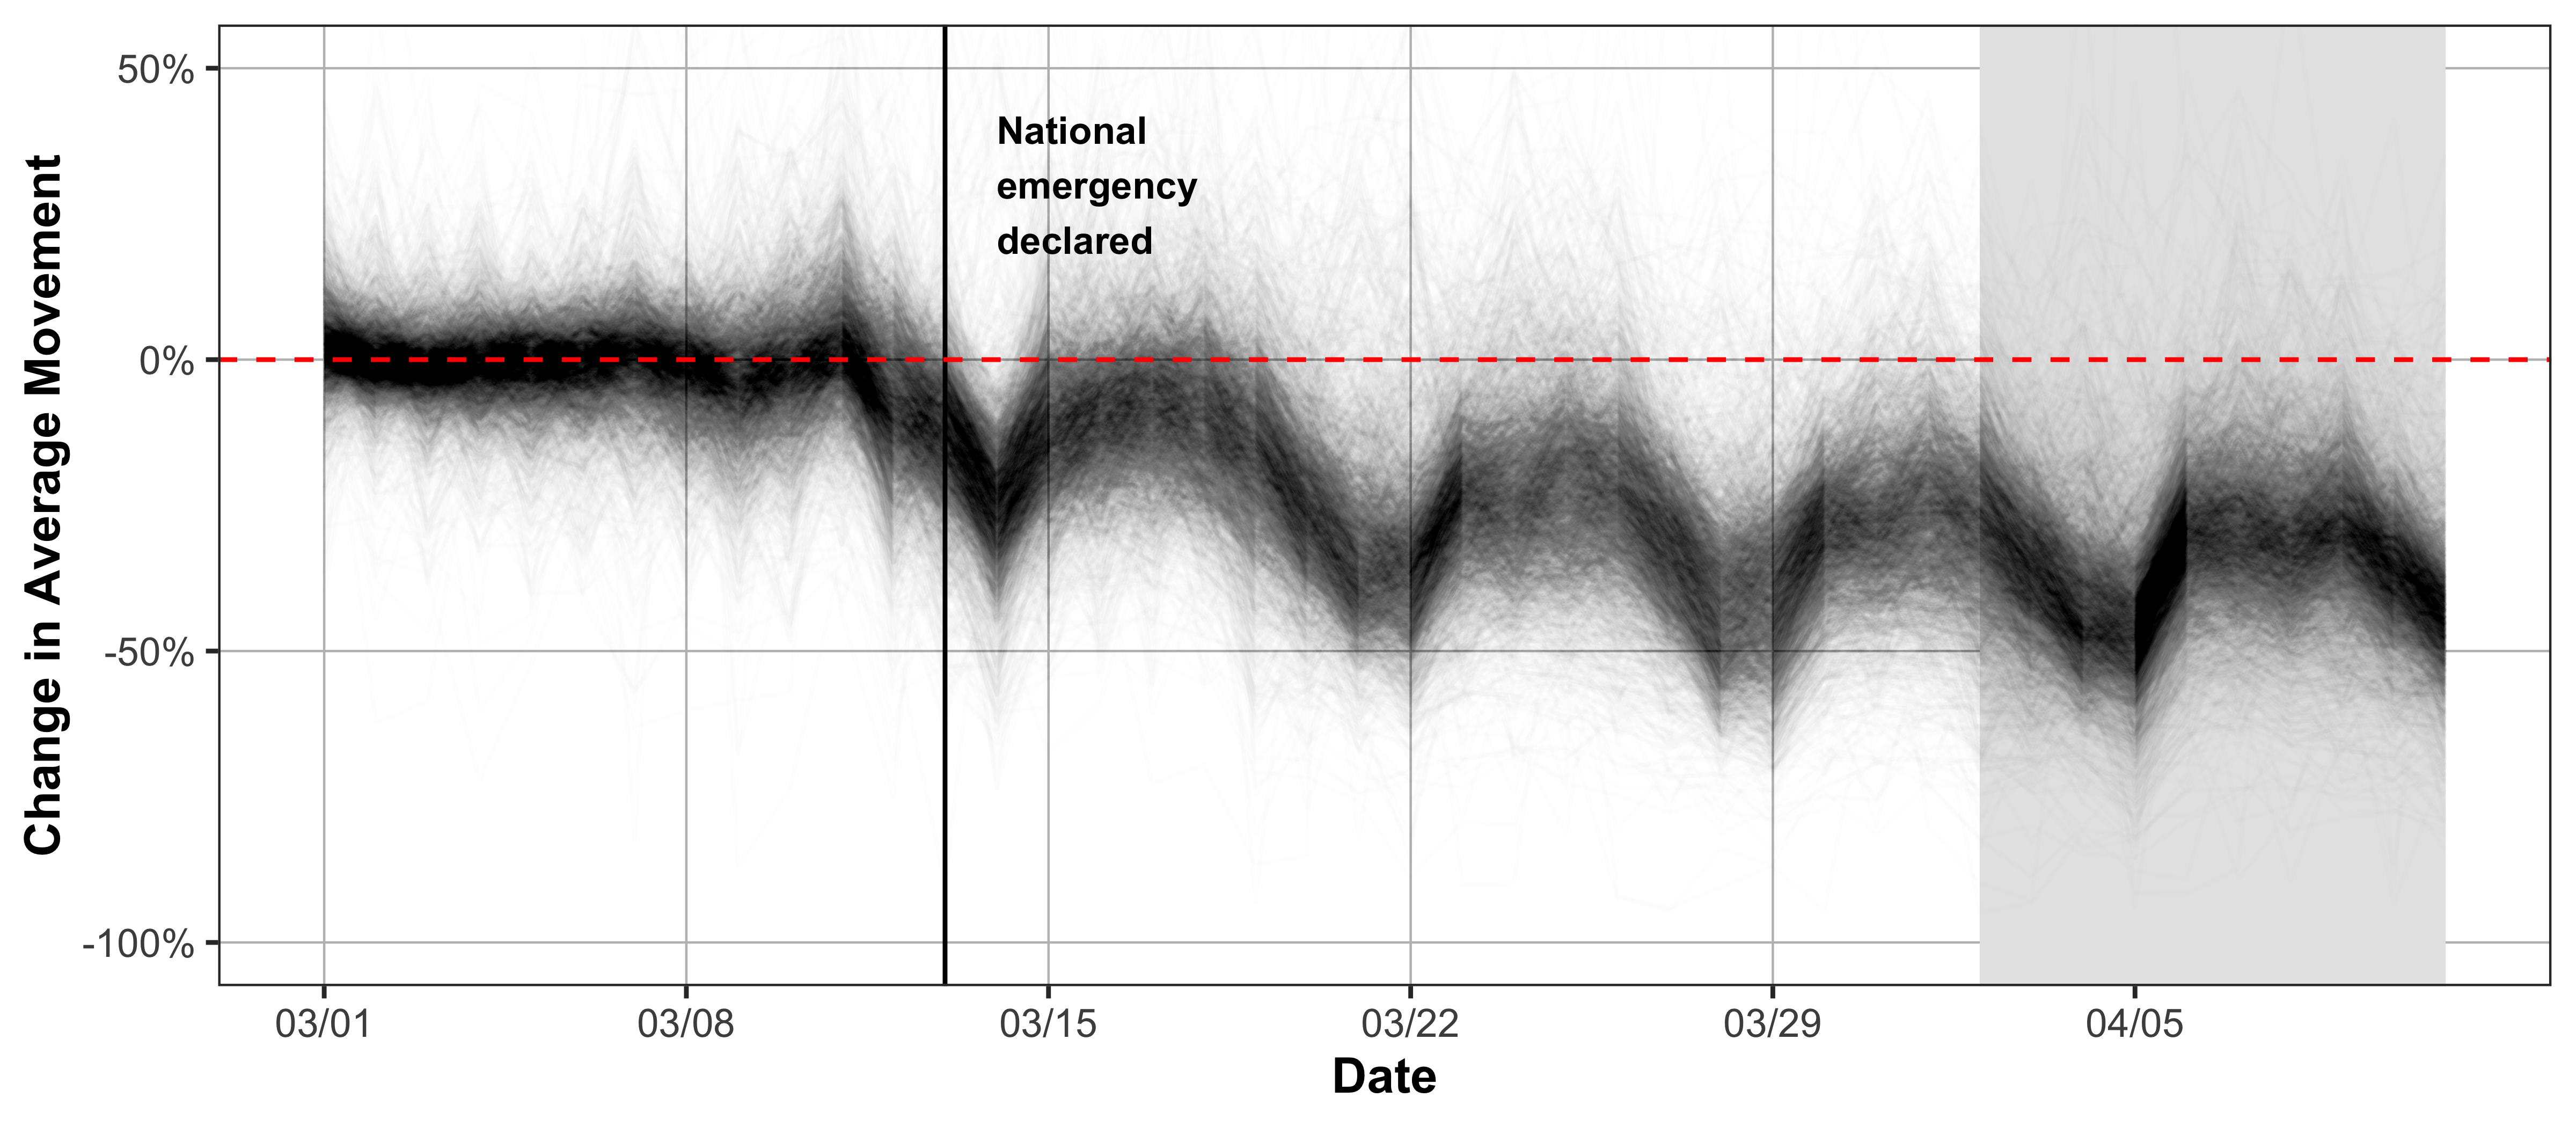 50%
0%
-50%
-100%
Change in Average Movement
National
emergency
declared
03/01
03/08
03/15
03/22
03/29
04/05
Date